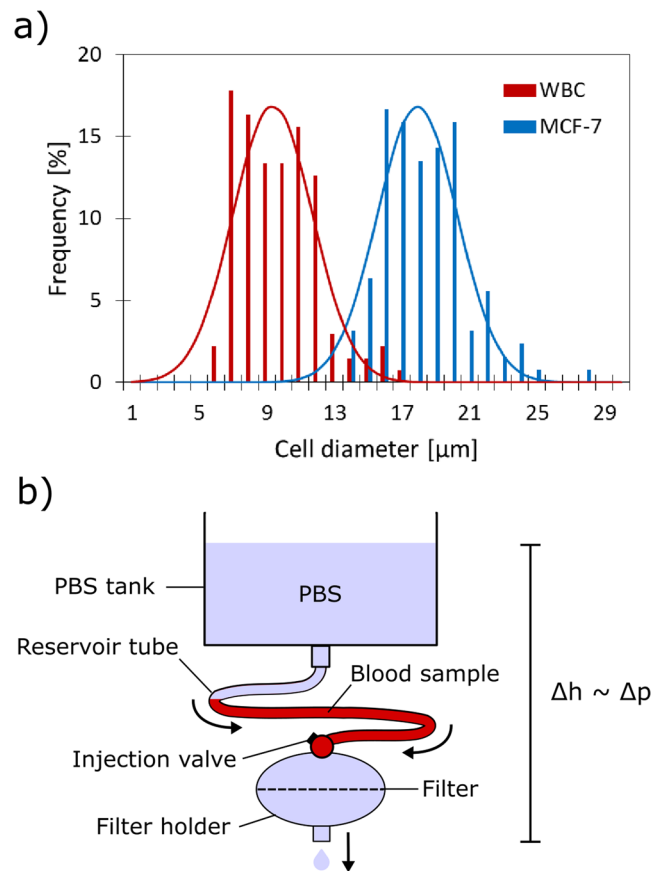 a)
20
15
10
5
0
Frequency [%]
WBC
MCF-7
1 5 9 13 17 21 25 29
Cell diameter [µm]
b)
PBS tank
PBS
Reservoir tube
Blood sample
Δh ~ Δp
Injection valve
Filter
Filter holder